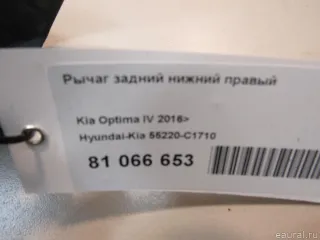 Рычаг задний нижний правый
Kia Optima IV 2016>
Hyundai-Kia 55220-C1710
81 066 653
eaural.ru